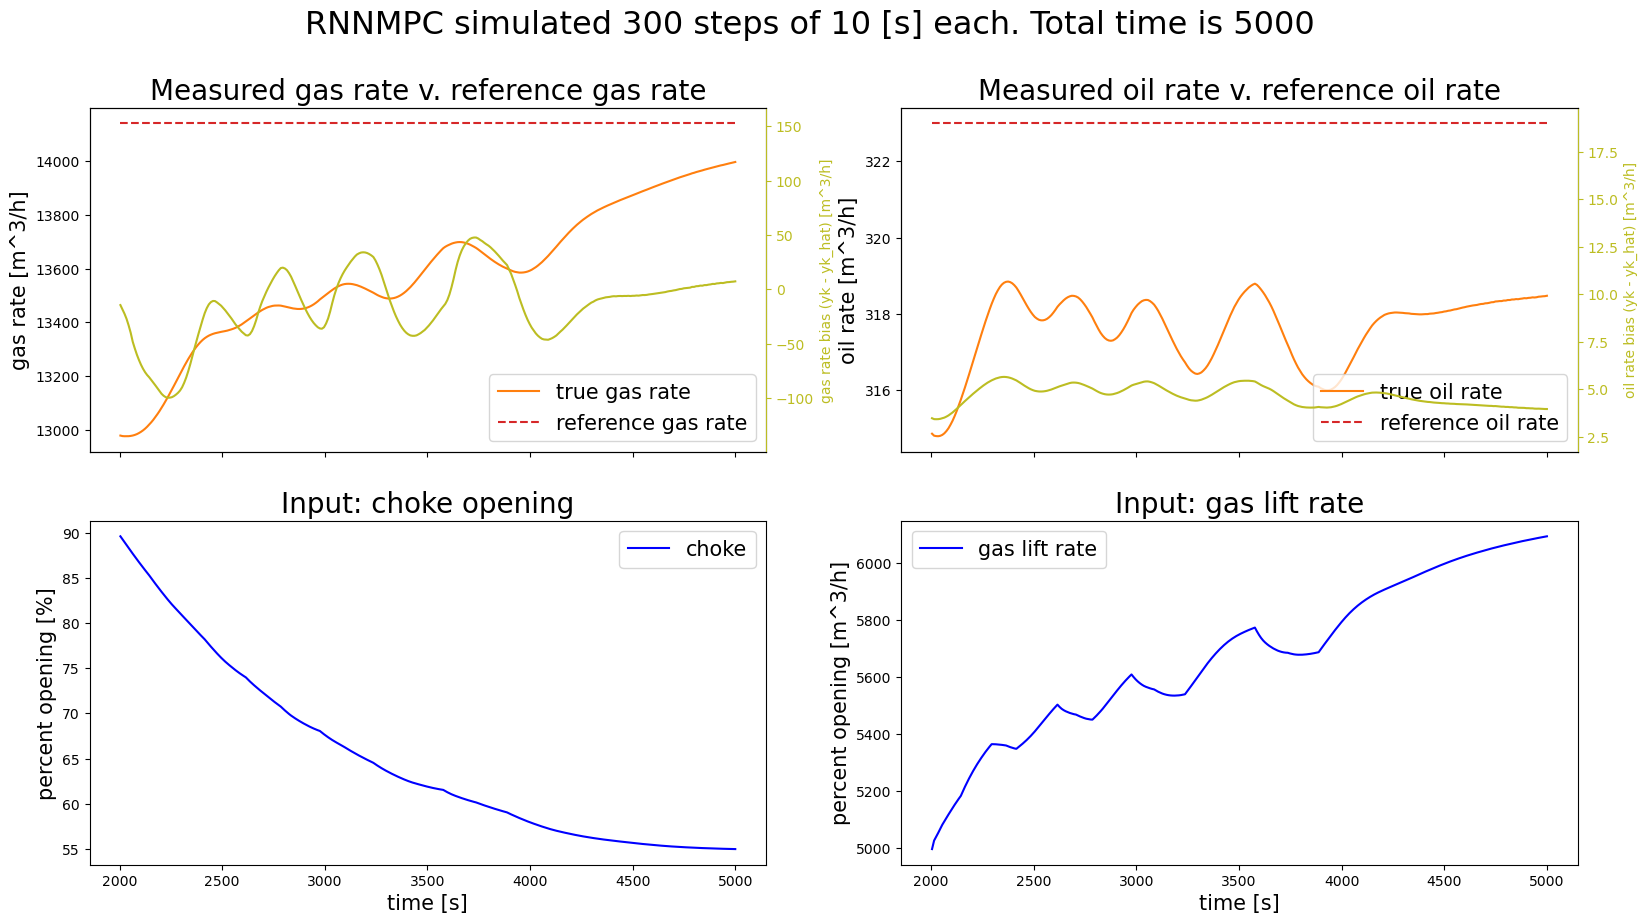 RNNMPC simulated 300 steps of 10 [s] each. Total time is 5000
Measured gas rate v. reference gas rate
gas rate [m^3/h]
14000
13800
13600
13400
13200
13000
150
100
50
0
−50
−100
gas rate bias (yk - yk_hat) [m^3/h]
true gas rate
reference gas rate
Measured oil rate v. reference oil rate
oil rate [m^3/h]
322
320
318
316
17.5
15.0
12.5
10.0
7.5
5.0
2.5
oil rate bias (yk - yk_hat) [m^3/h]
true oil rate
reference oil rate
Input: choke opening
percent opening [%]
90
85
80
75
70
65
60
55
choke
2000 2500 3000 3500 4000 4500 5000
time [s]
Input: gas lift rate
percent opening [m^3/h]
6000
5800
5600
5400
5200
5000
gas lift rate
2000 2500 3000 3500 4000 4500 5000
time [s]